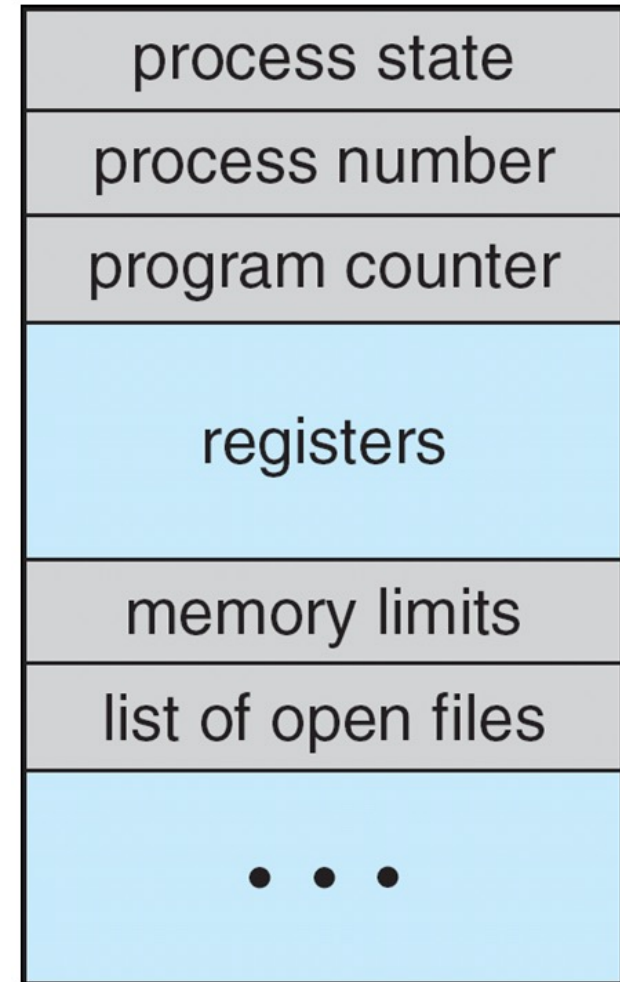 process state
process number
program counter
registers
memory limits
list of open files
• • •